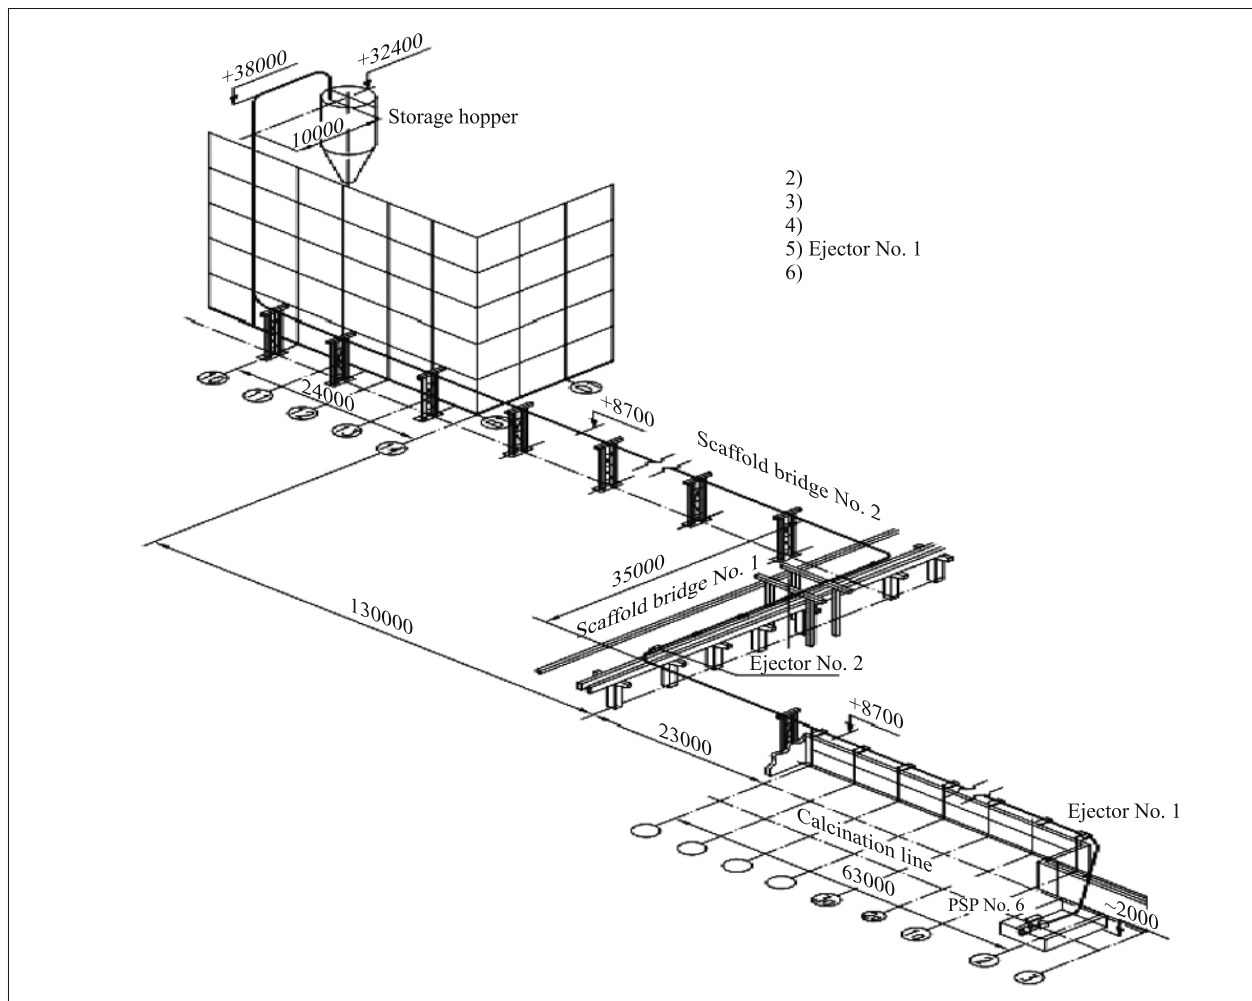 +38000
+32400
10000
Storage hopper
2)
3)
4)
5) Ejector No. 1
6)
24000
+8700
Scaffold bridge No. 2
35000
Scaffold bridge No. 1
130000
Ejector No. 2
+8700
23000
Ejector No. 1
Calcination line
63000
PSP No. 6
~2000